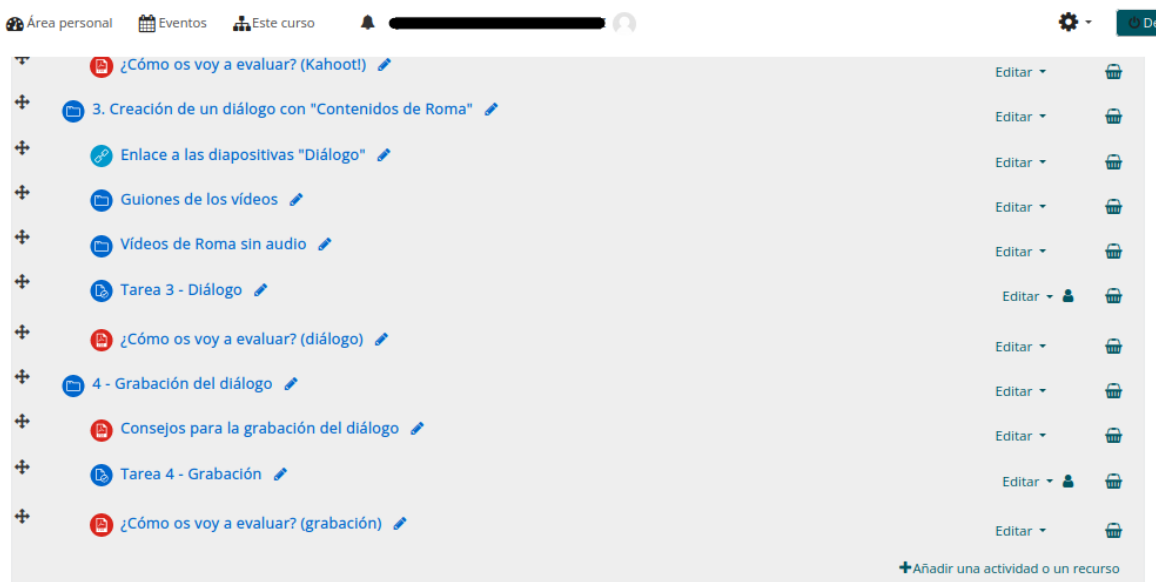 Área personal Eventos Este curso De
¿Cómo os voy a evaluar? (Kahoot!) Editar
3. Creación de un diálogo con "Contenidos de Roma" Editar
Enlace a las diapositivas "Diálogo" Editar
Guiones de los vídeos Editar
Vídeos de Roma sin audio Editar
Tarea 3 - Diálogo Editar
¿Cómo os voy a evaluar? (diálogo) Editar
4 - Grabación del diálogo Editar
Consejos para la grabación del diálogo Editar
Tarea 4 - Grabación Editar
¿Cómo os voy a evaluar? (grabación) Editar
+Añadir una actividad o un recurso